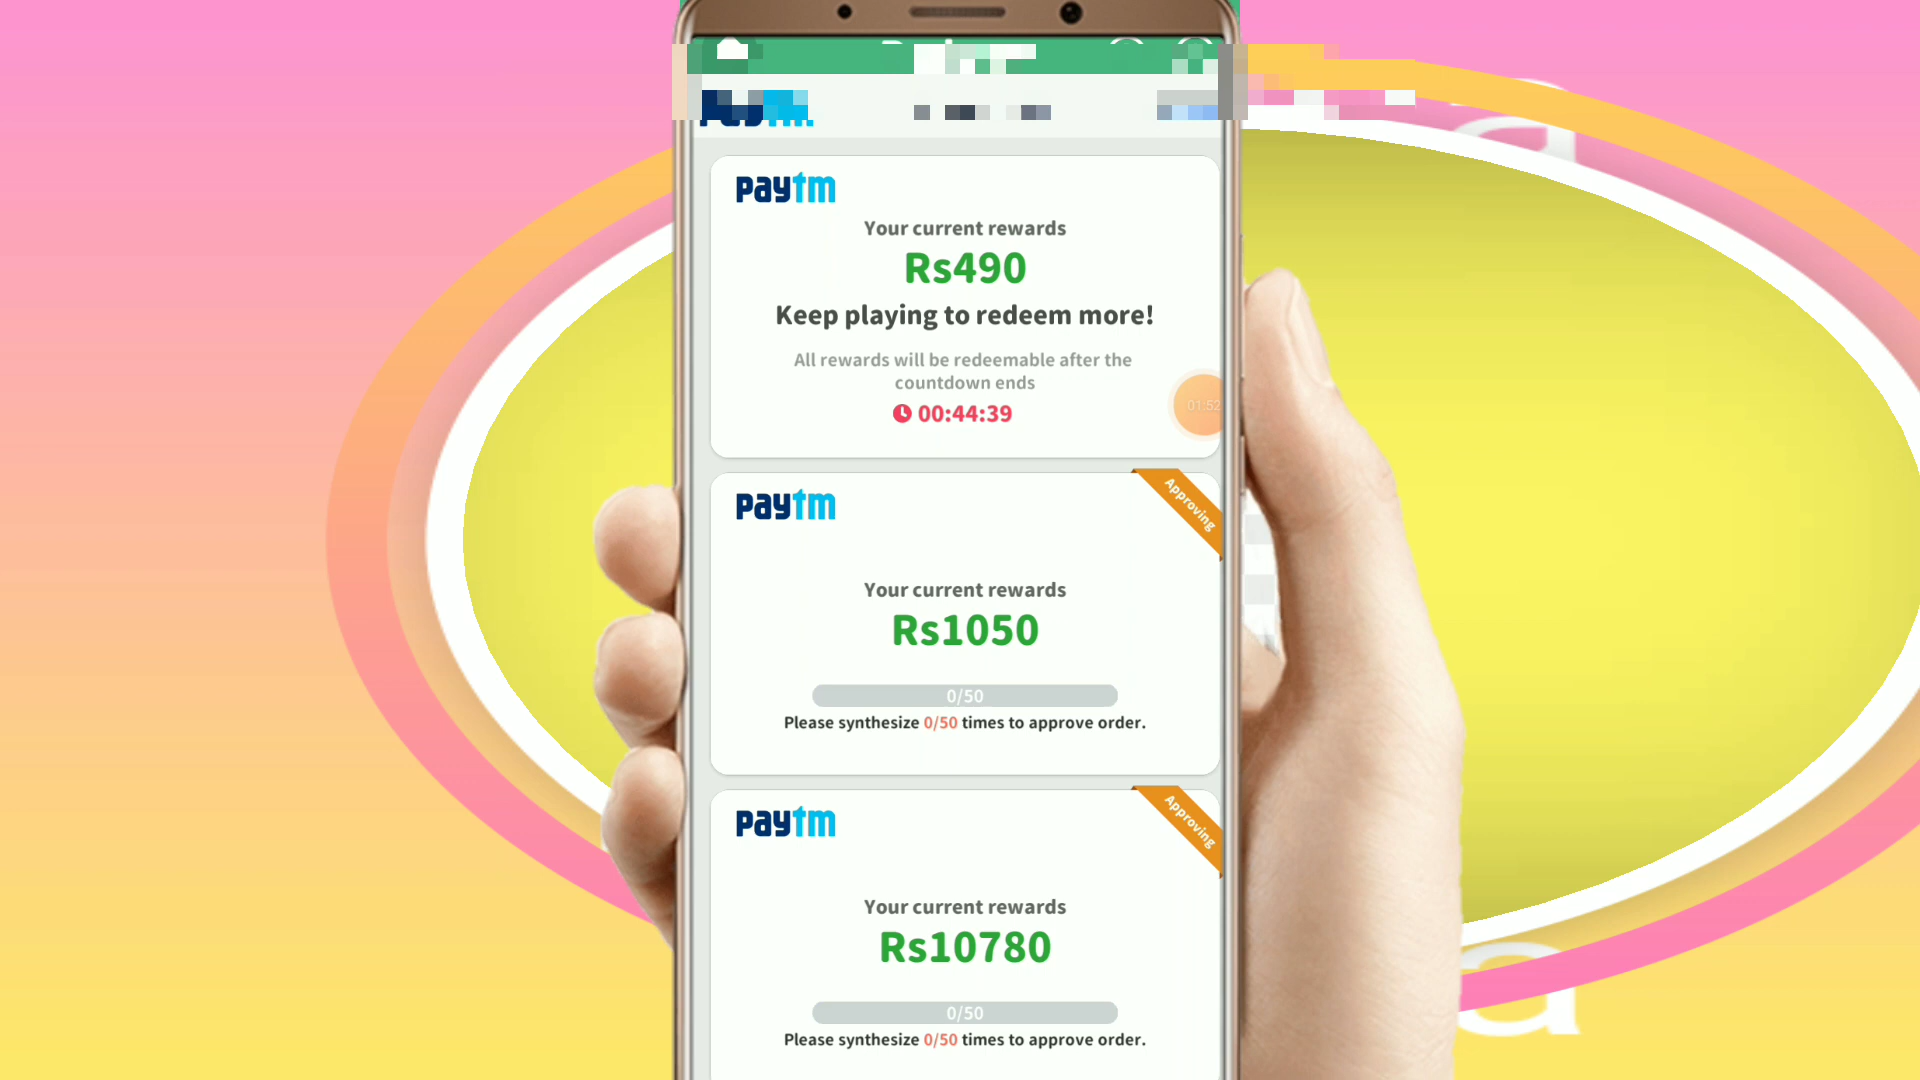 paytm
Your current rewards
Rs490
Keep playing to redeem more!
All rewards will be redeemable after the
countdown ends
00:44:39
01:52
paytm
Approving
Your current rewards
Rs1050
0/50
Please synthesize 0/50 times to approve order.
paytm
Approving
Your current rewards
Rs10780
0/50
Please synthesize 0/50 times to approve order.
a
a